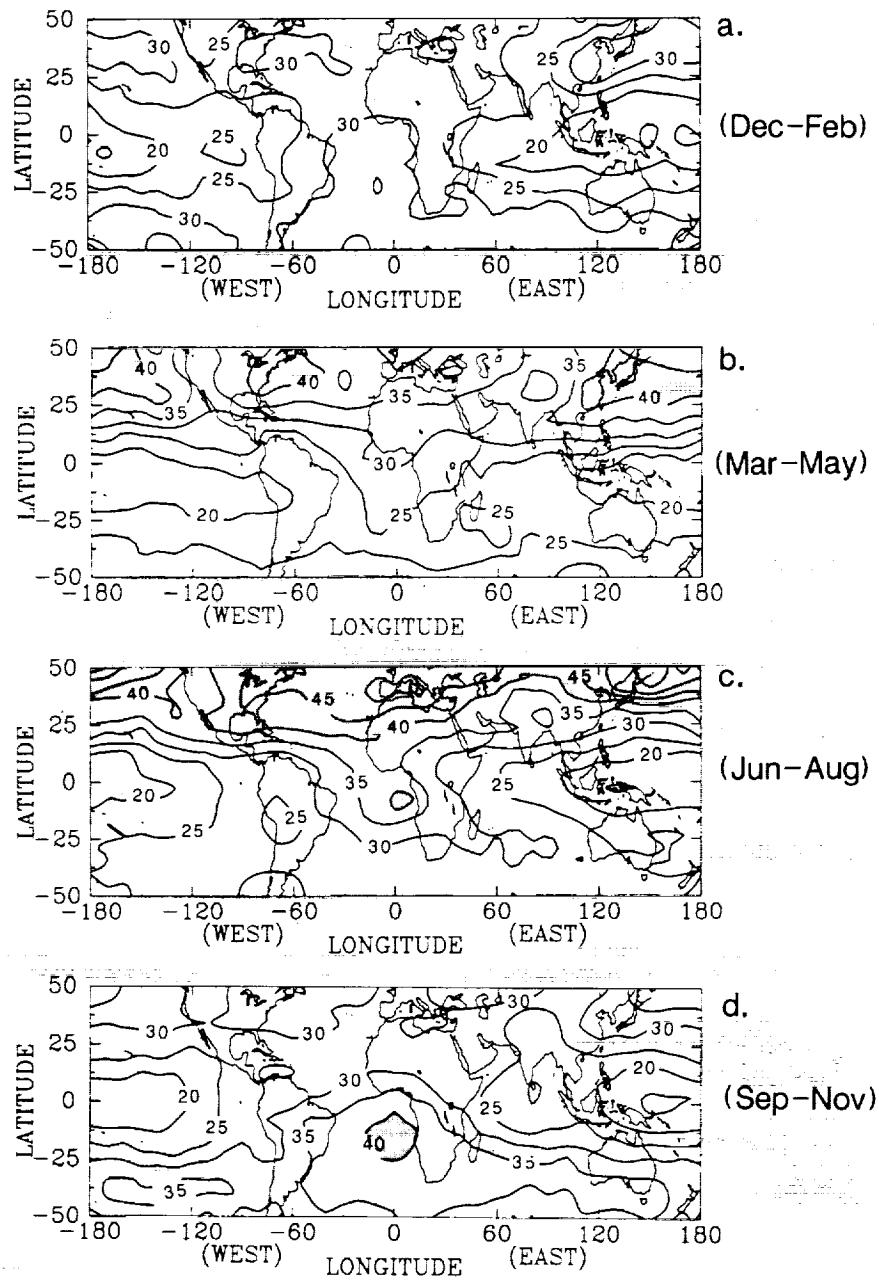 a.
50
25
0
-25
-50
LATITUDE
30 25 25 30
30
30
25
20 20
25 25
30
(Dec-Feb)
-180 -120 -60 0 60 120 180
(WEST) LONGITUDE (EAST)
b.
50
25
0
-25
-50
LATITUDE
40 40 35 40
35 35
30
20 25 25 20
25
(Mar-May)
-180 -120 -60 0 60 120 180
(WEST) LONGITUDE (EAST)
c.
50
25
0
-25
-50
LATITUDE
40 45 45
40 35
30
20
20 35 25
25 25 30
(Jun-Aug)
-180 -120 -60 0 60 120 180
(WEST) LONGITUDE (EAST)
d.
50
25
0
-25
-50
LATITUDE
30 30 30
30 20
20 25 25
35 40 35
35
(Sep-Nov)
-180 -120 -60 0 60 120 180
(WEST) LONGITUDE (EAST)